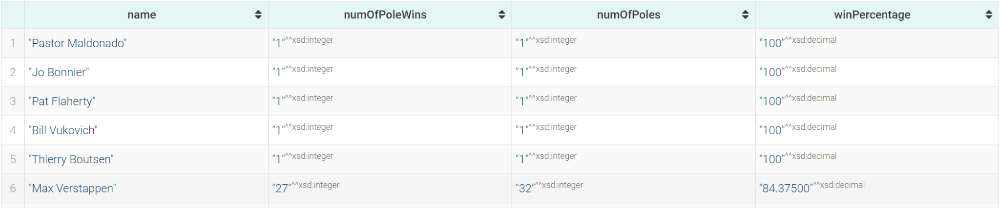 name numOfPoleWins numOfPoles winPercentage
1 "Pastor Maldonado" "1"^^xsd:integer "1"^^xsd:integer "100"^^xsd:decimal
2 "Jo Bonnier" "1"^^xsd:integer "1"^^xsd:integer "100"^^xsd:decimal
3 "Pat Flaherty" "1"^^xsd:integer "1"^^xsd:integer "100"^^xsd:decimal
4 "Bill Vukovich" "1"^^xsd:integer "1"^^xsd:integer "100"^^xsd:decimal
5 "Thierry Boutsen" "1"^^xsd:integer "1"^^xsd:integer "100"^^xsd:decimal
6 "Max Verstappen" "27"^^xsd:integer "32"^^xsd:integer "84.37500"^^xsd:decimal